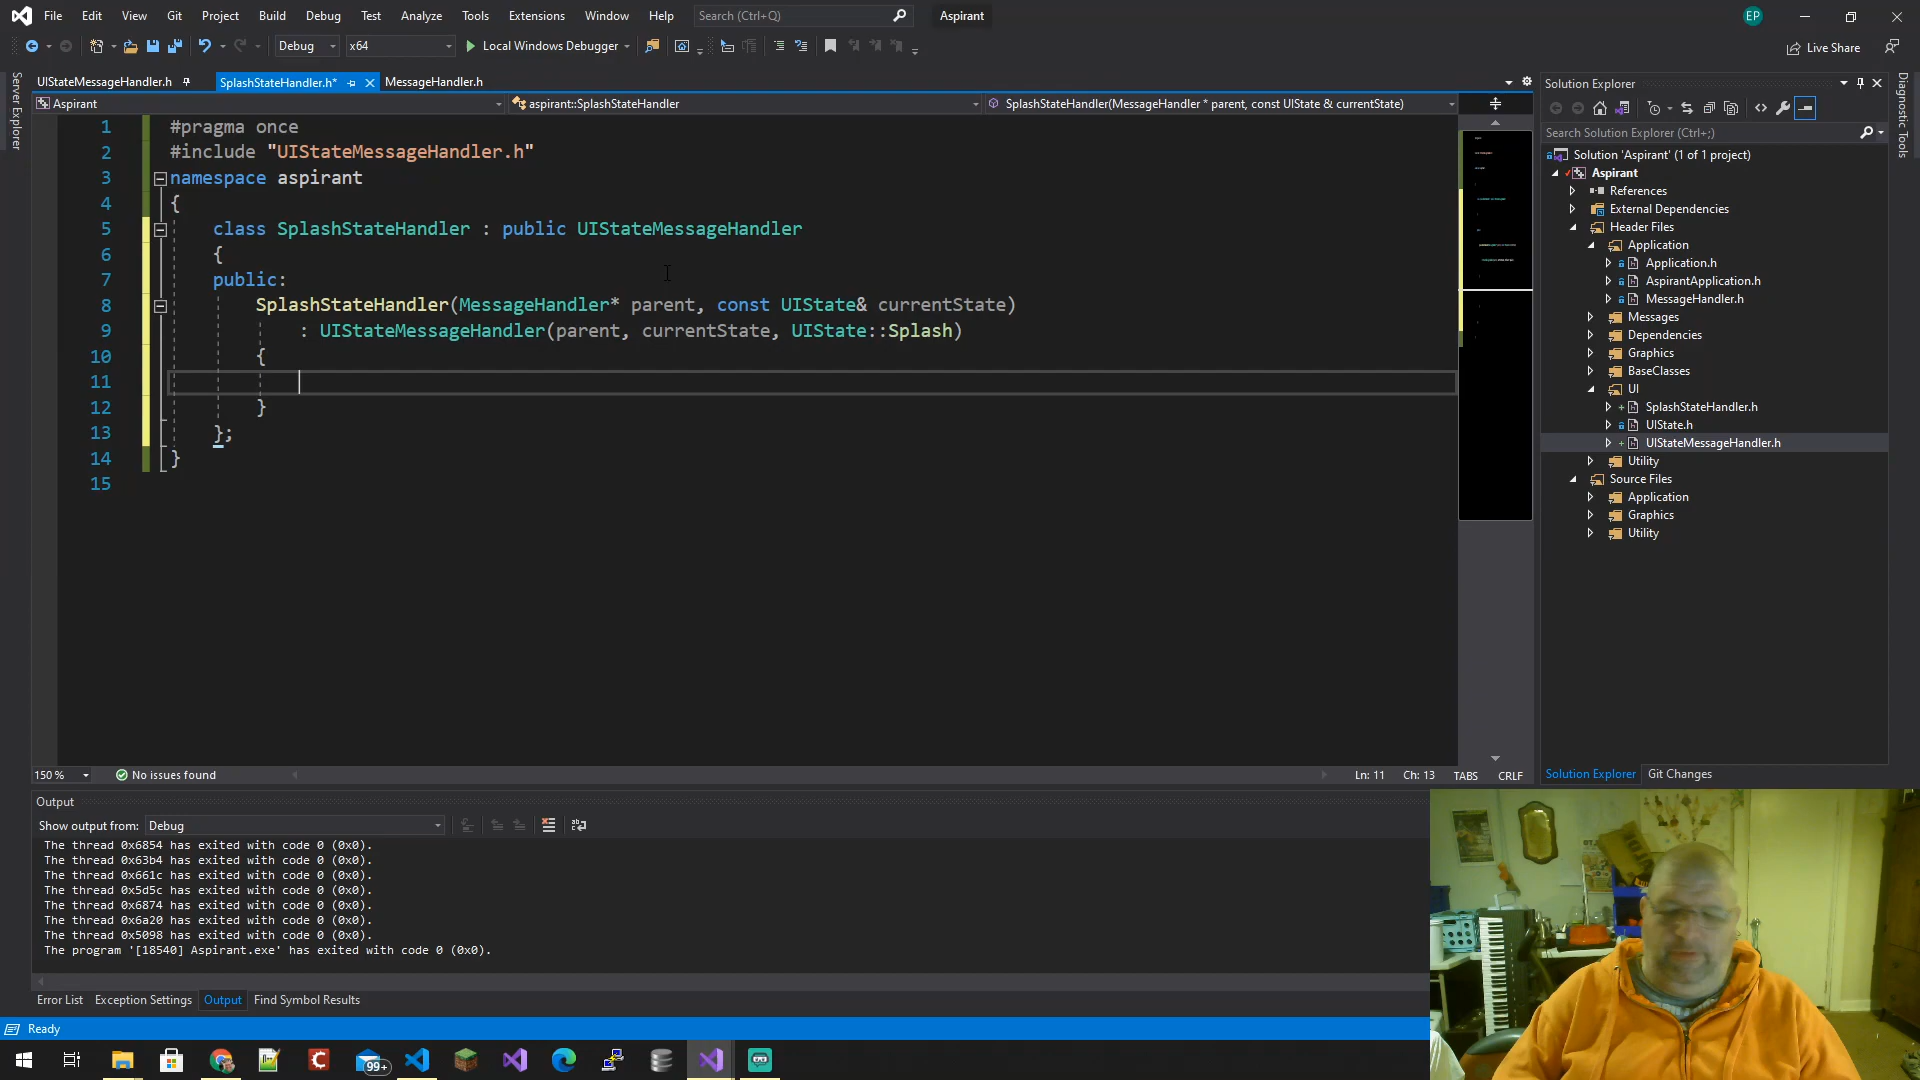 File Edit View Git Project Build Debug Test Analyze Tools Extensions Window Help Search (Ctrl+Q) Aspirant EP
Debug x64 Local Windows Debugger Live Share
UIStateMessageHandler.h SplashStateHandler.h* MessageHandler.h
Aspirant aspirant::SplashStateHandler SplashStateHandler(MessageHandler * parent, const UIState & currentState)
Server Explorer
1 #pragma once
2 #include "UIStateMessageHandler.h"
3 namespace aspirant
4 {
5 class SplashStateHandler : public UIStateMessageHandler
6 {
7 public:
8 SplashStateHandler(MessageHandler* parent, const UIState& currentState)
9 : UIStateMessageHandler(parent, currentState, UIState::Splash)
10 {
11
12 }
13 };
14 }
15
150 % No issues found Ln: 11 Ch: 13 TABS CRLF
Solution Explorer
Search Solution Explorer (Ctrl+;)
Solution 'Aspirant' (1 of 1 project)
Aspirant
References
External Dependencies
Header Files
Application
Application.h
AspirantApplication.h
MessageHandler.h
Messages
Dependencies
Graphics
BaseClasses
UI
SplashStateHandler.h
UIState.h
UIStateMessageHandler.h
Utility
Source Files
Application
Graphics
Utility
Solution Explorer Git Changes
Diagnostic Tools
Output
Show output from: Debug
The thread 0x6854 has exited with code 0 (0x0).
The thread 0x63b4 has exited with code 0 (0x0).
The thread 0x661c has exited with code 0 (0x0).
The thread 0x5d5c has exited with code 0 (0x0).
The thread 0x6874 has exited with code 0 (0x0).
The thread 0x6a20 has exited with code 0 (0x0).
The thread 0x5098 has exited with code 0 (0x0).
The program '[18540] Aspirant.exe' has exited with code 0 (0x0).
Error List Exception Settings Output Find Symbol Results
Ready
99+